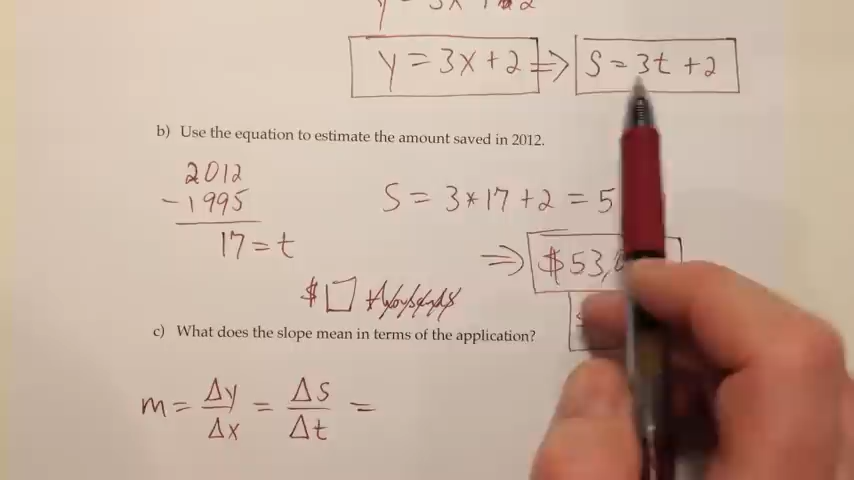 y = 3x + 2 ⇒ S = 3t + 2
b) Use the equation to estimate the amount saved in 2012.
2012
- 1995
17 = t
S = 3 * 17 + 2 = 5
⇒ $53,
$
c) What does the slope mean in terms of the application?
m = Δy/Δx = ΔS/Δt =